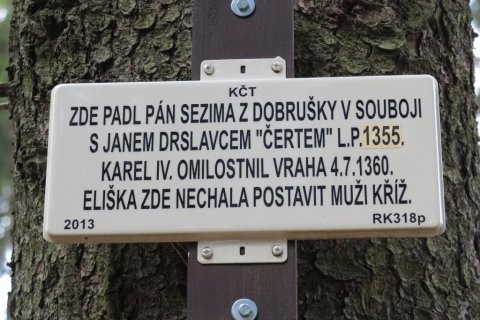 KČT
ZDE PADL PÁN SEZIMA Z DOBRUŠKY V SOUBOJI
S JANEM DRSLAVCEM "ČERTEM" L.P.1355.
KAREL IV. OMILOSTNIL VRAHA 4.7.1360.
ELIŠKA ZDE NECHALA POSTAVIT MUŽI KŘÍŽ.
2013 RK318p